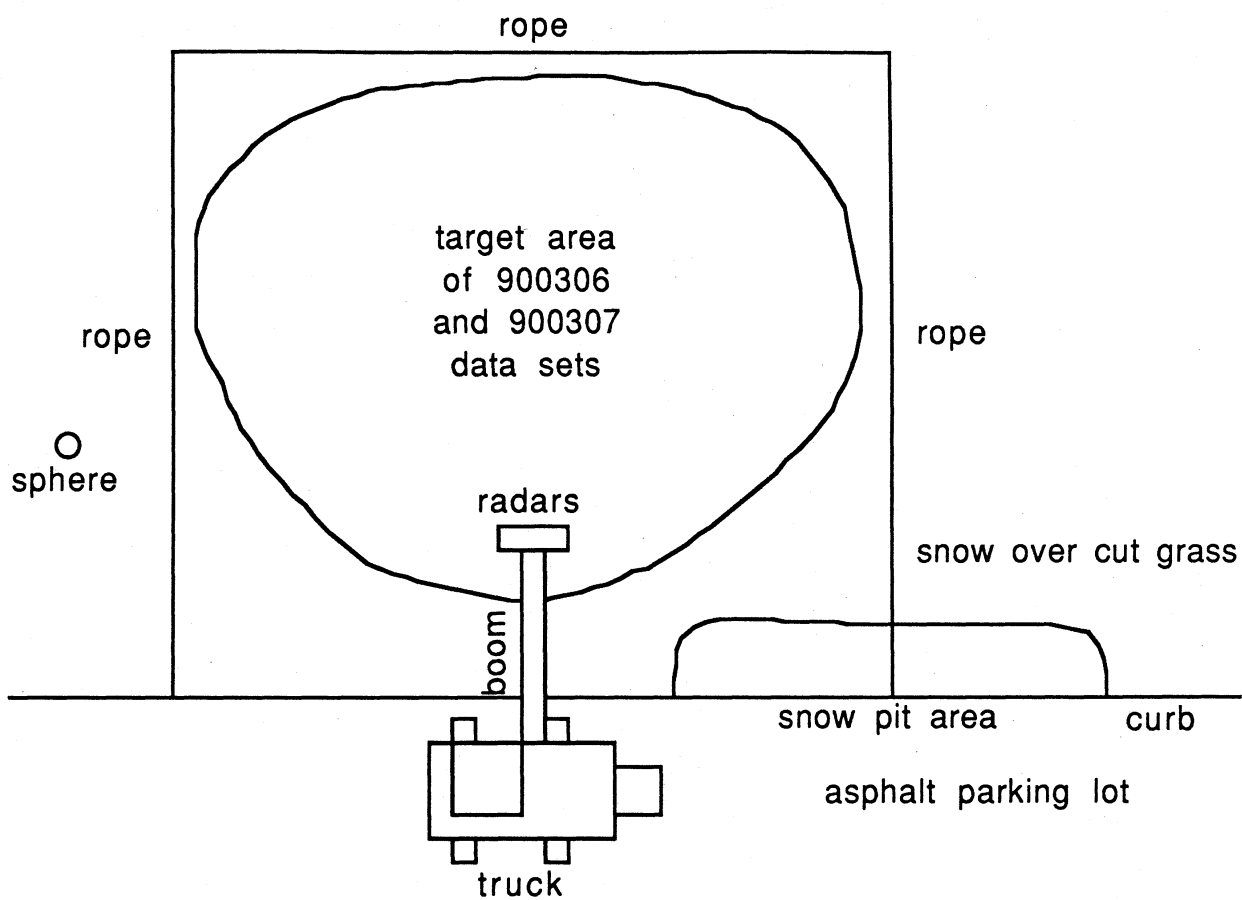 rope
target area
of 900306
and 900307
data sets
rope
rope
sphere
radars
snow over cut grass
boom
snow pit area
curb
asphalt parking lot
truck